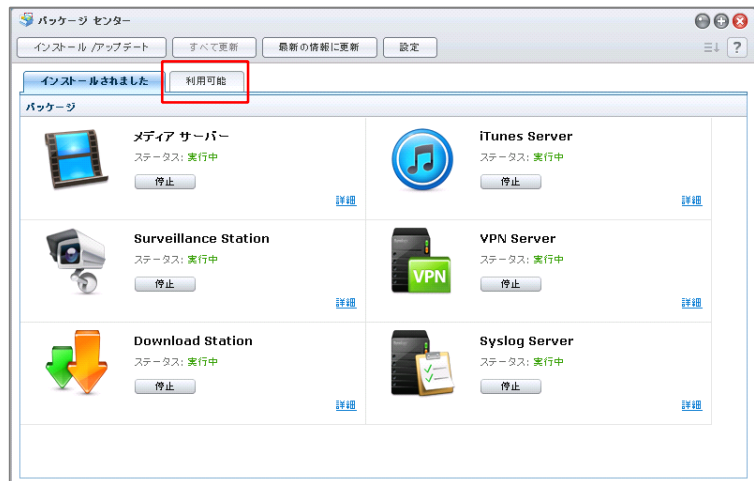 パッケージ センター
インストール /アップデート すべて更新 最新の情報に更新 設定 ?
インストールされました 利用可能
パッケージ
メディア サーバー
ステータス: 実行中
停止
詳細
iTunes Server
ステータス: 実行中
停止
詳細
Surveillance Station
ステータス: 実行中
停止
詳細
VPN
VPN Server
ステータス: 実行中
停止
詳細
Download Station
ステータス: 実行中
停止
詳細
Syslog Server
ステータス: 実行中
停止
詳細